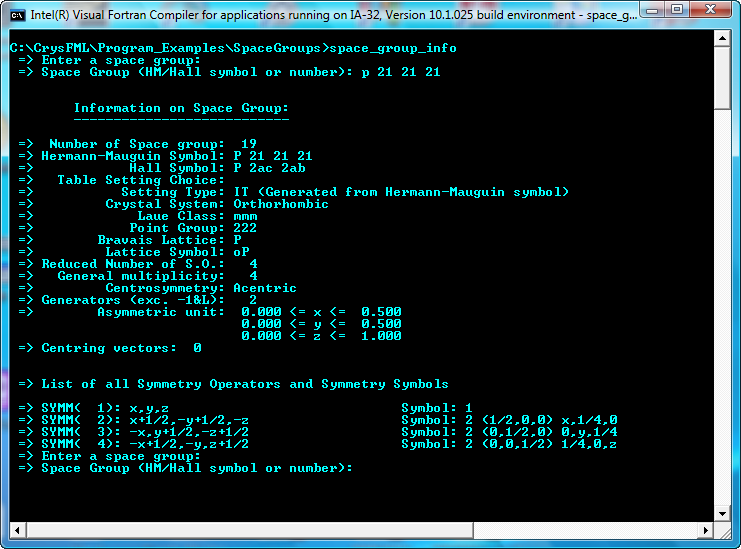 Intel(R) Visual Fortran Compiler for applications running on IA-32, Version 10.1.025 build environment - space_g...
C:\CrysFML\Program_Examples\SpaceGroups>space_group_info
=> Enter a space group:
=> Space Group (HM/Hall symbol or number): p 21 21 21
Information on Space Group:
---------------------------
=> Number of Space group: 19
=> Hermann-Mauguin Symbol: P 21 21 21
=> Hall Symbol: P 2ac 2ab
=> Table Setting Choice:
=> Setting Type: IT (Generated from Hermann-Mauguin symbol)
=> Crystal System: Orthorhombic
=> Laue Class: mmm
=> Point Group: 222
=> Bravais Lattice: P
=> Lattice Symbol: oP
=> Reduced Number of S.O.: 4
=> General multiplicity: 4
=> Centrosymmetry: Acentric
=> Generators (exc. -1&L): 2
=> Asymmetric unit: 0.000 <= x <= 0.500
0.000 <= y <= 0.500
0.000 <= z <= 1.000
=> Centring vectors: 0
=> List of all Symmetry Operators and Symmetry Symbols
=> SYMM( 1): x,y,z Symbol: 1
=> SYMM( 2): x+1/2,-y+1/2,-z Symbol: 2 (1/2,0,0) x,1/4,0
=> SYMM( 3): -x,y+1/2,-z+1/2 Symbol: 2 (0,1/2,0) 0,y,1/4
=> SYMM( 4): -x+1/2,-y,z+1/2 Symbol: 2 (0,0,1/2) 1/4,0,z
=> Enter a space group:
=> Space Group (HM/Hall symbol or number):